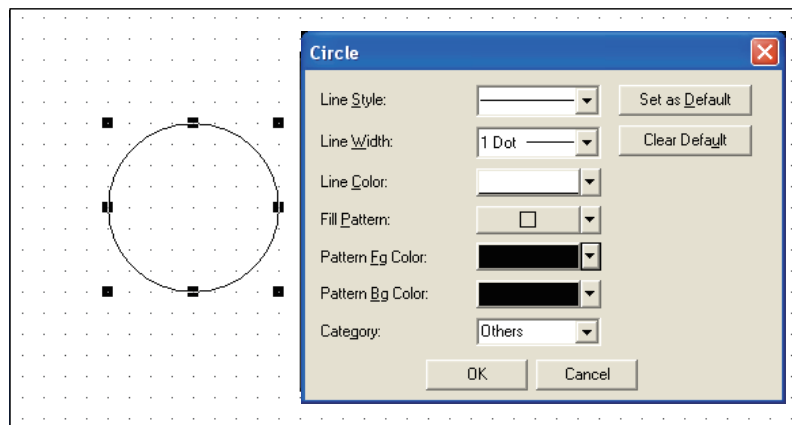 Circle
Line Style:
Set as Default
Line Width:
1 Dot
Clear Default
Line Color:
Fill Pattern:
Pattern Fg Color:
Pattern Bg Color:
Category:
Others
OK
Cancel